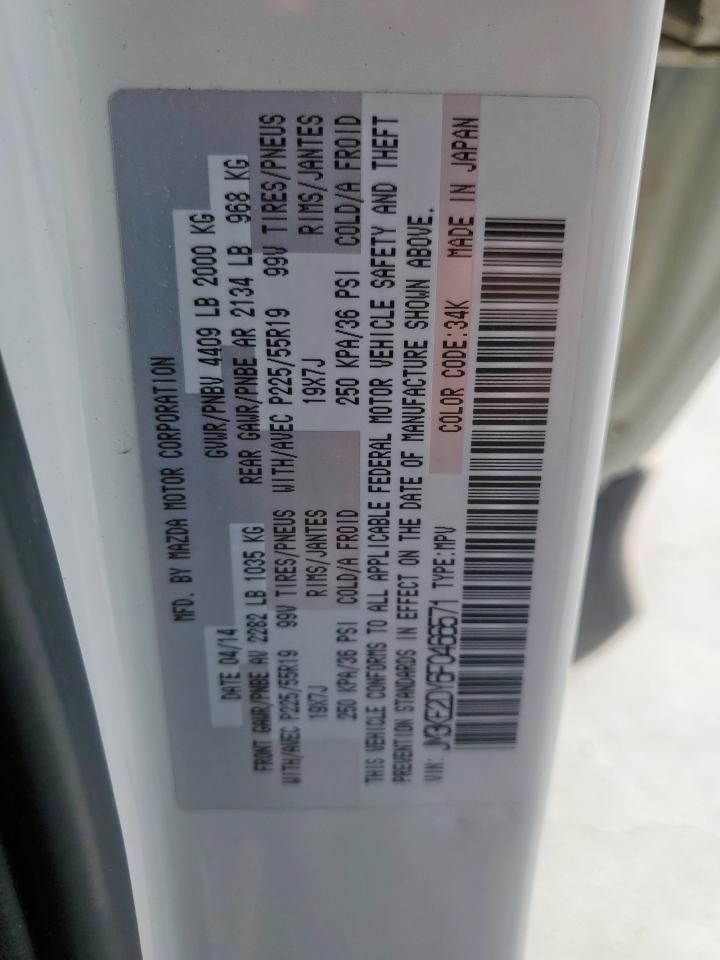 MFD. BY MAZDA MOTOR CORPORATION
DATE 04/14 GVWR/PNBV 4409 LB 2000 KG
FRONT GAWR/PNBE AV 2282 LB 1035 KG REAR GAWR/PNBE AR 2134 LB 968 KG
WITH/AVEC P225/55R19 99V TIRES/PNEUS WITH/AVEC P225/55R19 99V TIRES/PNEUS
19X7J RIMS/JANTES 19X7J RIMS/JANTES
250 KPA/36 PSI COLD/A FROID 250 KPA/36 PSI COLD/A FROID
THIS VEHICLE CONFORMS TO ALL APPLICABLE FEDERAL MOTOR VEHICLE SAFETY AND THEFT
PREVENTION STANDARDS IN EFFECT ON THE DATE OF MANUFACTURE SHOWN ABOVE.
VIN: JM3KE2DY6F0466571 TYPE:MPV COLOR CODE:34K MADE IN JAPAN